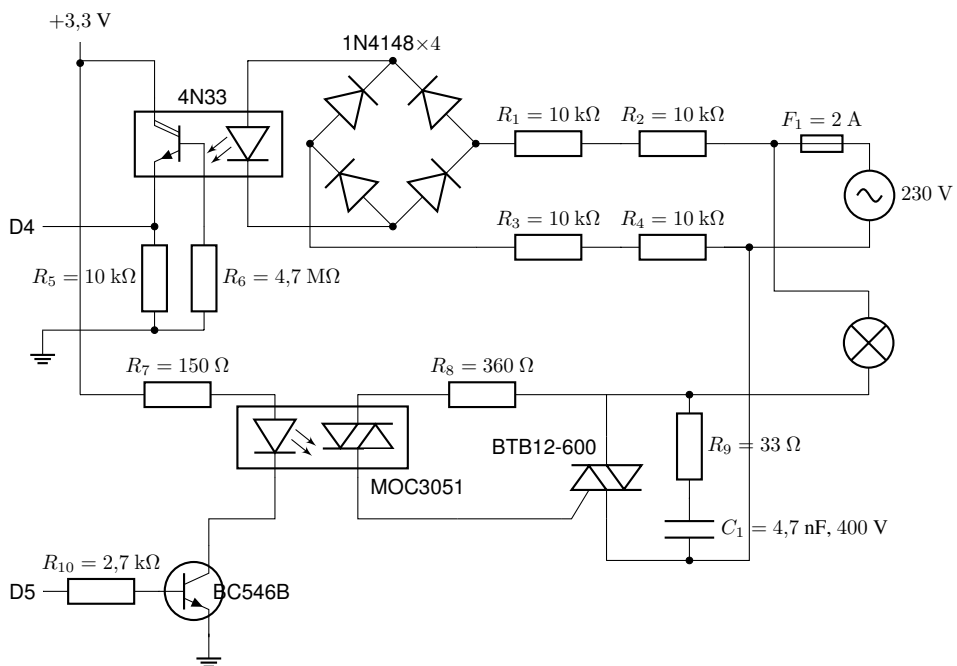 +3,3 V
1N4148×4
4N33
R₁ = 10 kΩ
R₂ = 10 kΩ
F₁ = 2 A
230 V
D4
R₃ = 10 kΩ
R₄ = 10 kΩ
R₅ = 10 kΩ
R₆ = 4,7 MΩ
R₇ = 150 Ω
R₈ = 360 Ω
BTB12-600
R₉ = 33 Ω
MOC3051
C₁ = 4,7 nF, 400 V
R₁₀ = 2,7 kΩ
D5
BC546B